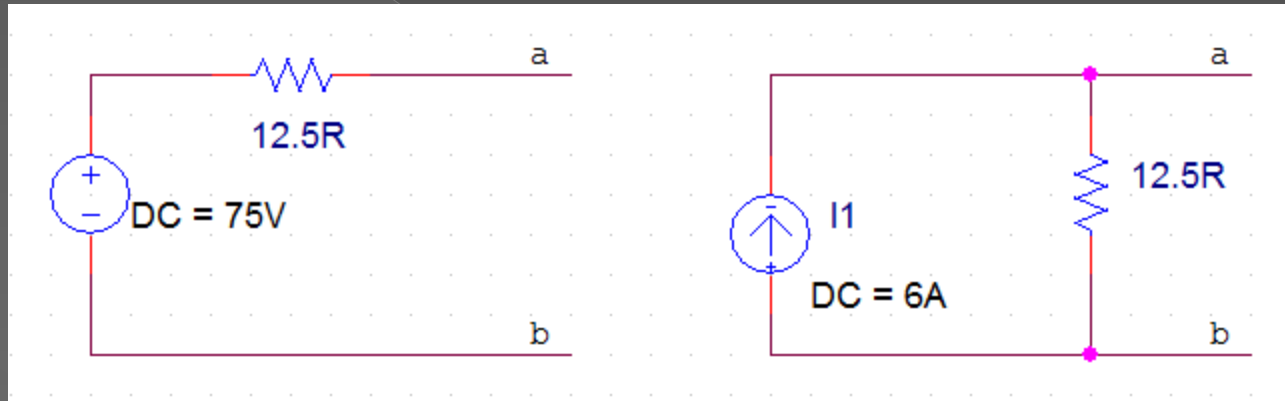 a
12.5R
+
−
DC = 75V
b
a
12.5R
-
I1
+
DC = 6A
b